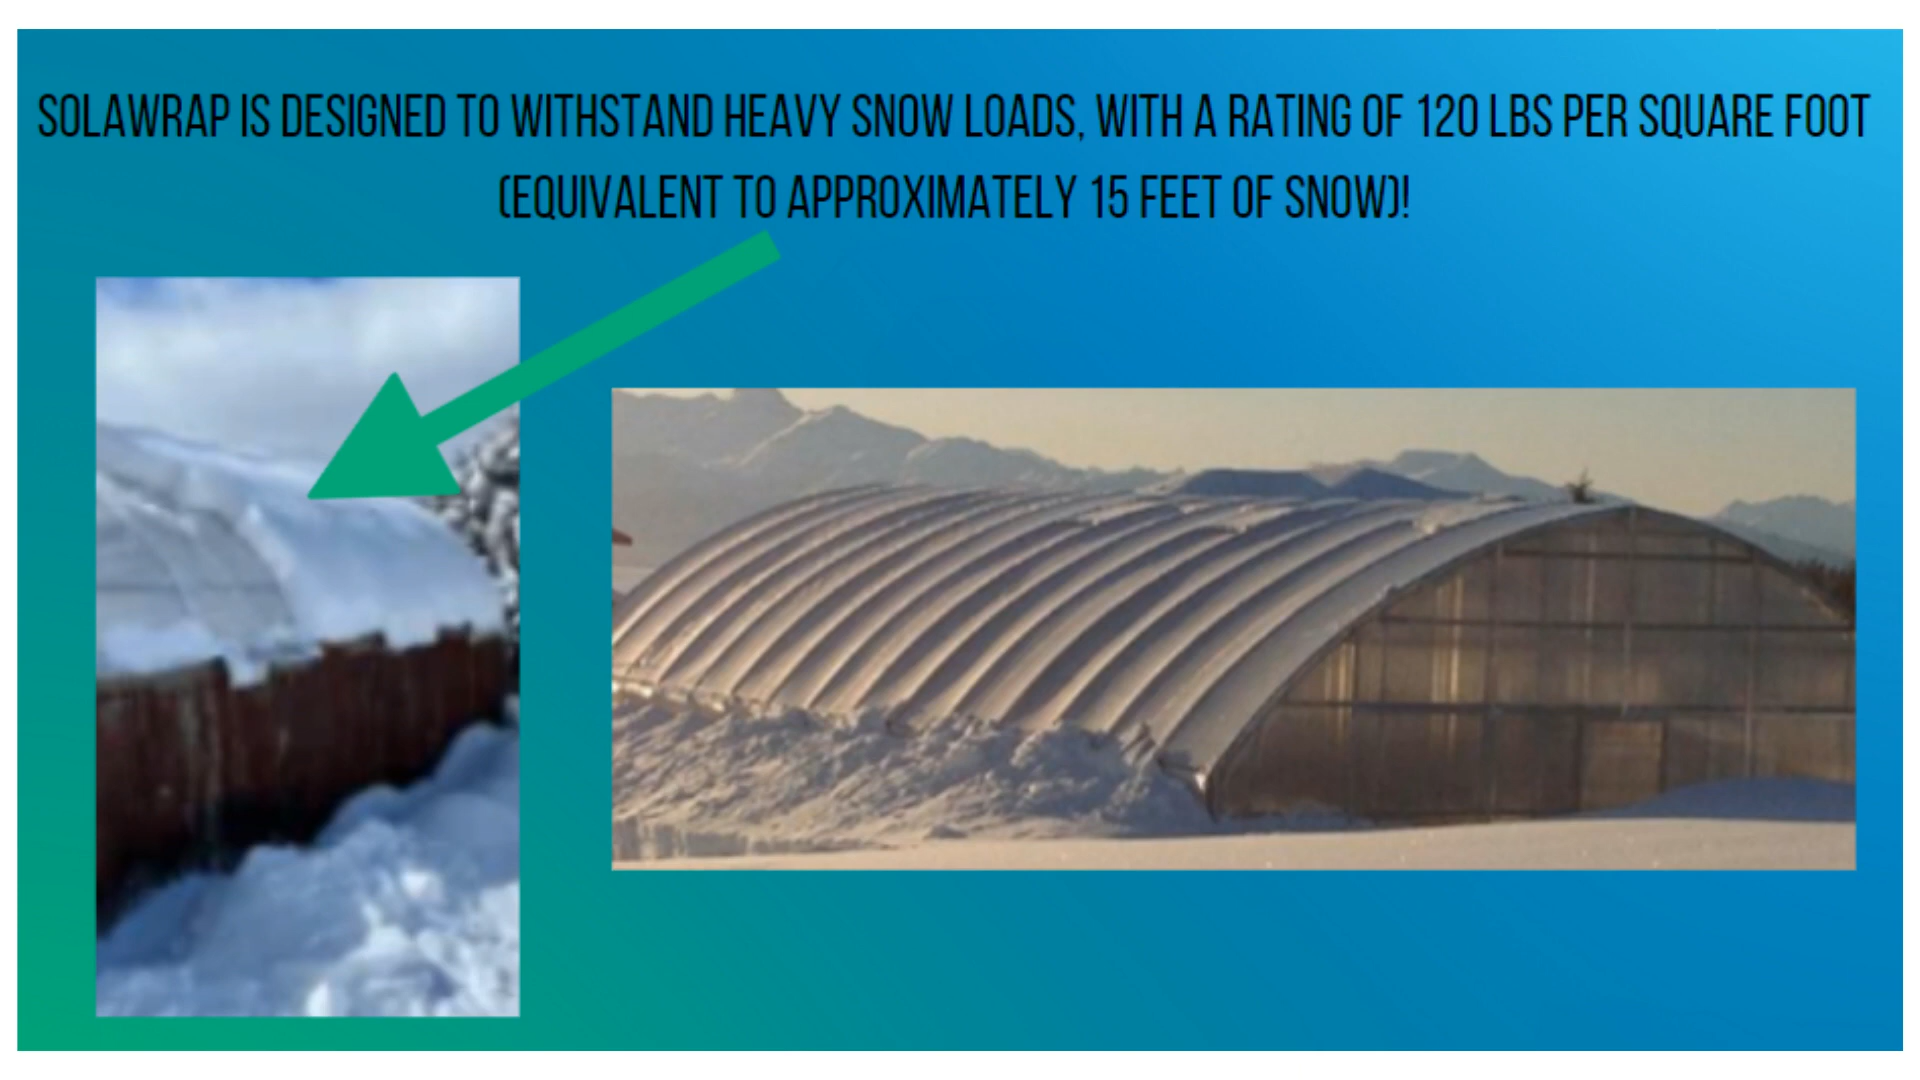 SOLAWRAP IS DESIGNED TO WITHSTAND HEAVY SNOW LOADS, WITH A RATING OF 120 LBS PER SQUARE FOOT
(EQUIVALENT TO APPROXIMATELY 15 FEET OF SNOW)!